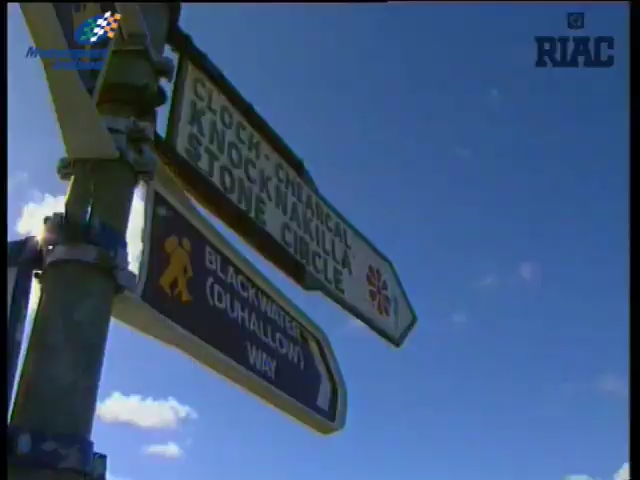 RIAC
CLOCH-CHEARCAL
KNOCKNAKILLA
STONE CIRCLE
BLACKWATER
(DUHALLOW)
WAY